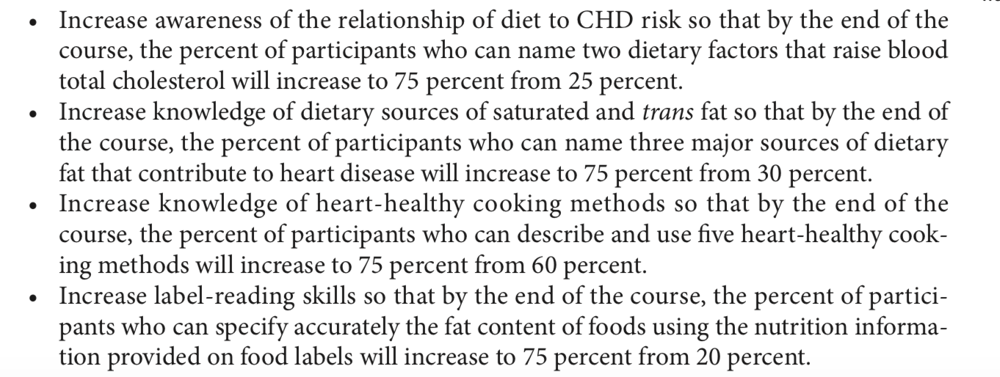 • Increase awareness of the relationship of diet to CHD risk so that by the end of the
course, the percent of participants who can name two dietary factors that raise blood
total cholesterol will increase to 75 percent from 25 percent.
• Increase knowledge of dietary sources of saturated and trans fat so that by the end of
the course, the percent of participants who can name three major sources of dietary
fat that contribute to heart disease will increase to 75 percent from 30 percent.
• Increase knowledge of heart-healthy cooking methods so that by the end of the
course, the percent of participants who can describe and use five heart-healthy cook-
ing methods will increase to 75 percent from 60 percent.
• Increase label-reading skills so that by the end of the course, the percent of partici-
pants who can specify accurately the fat content of foods using the nutrition informa-
tion provided on food labels will increase to 75 percent from 20 percent.